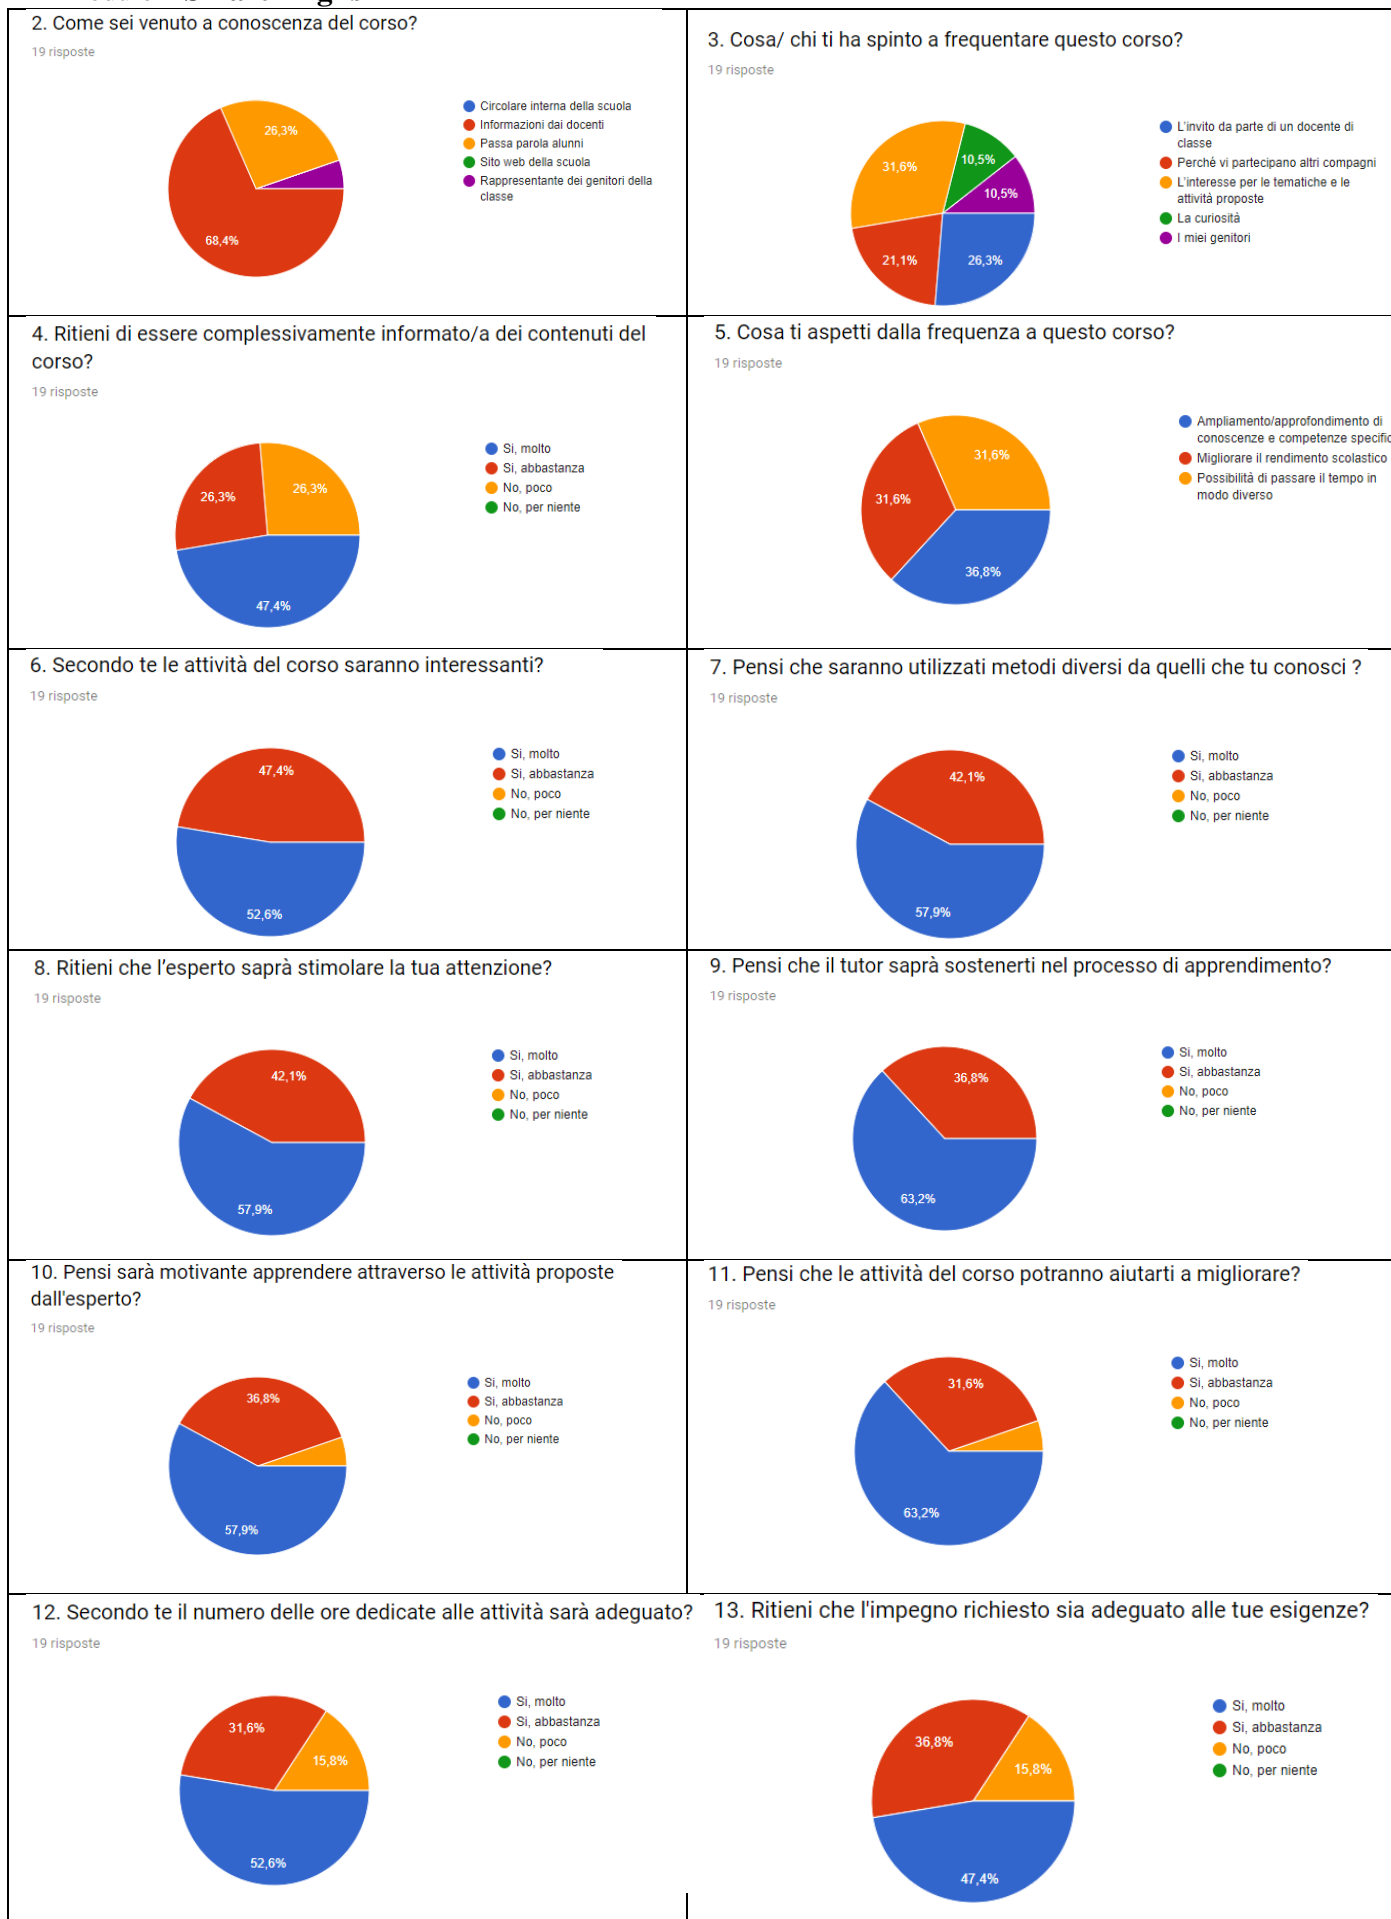 2. Come sei venuto a conoscenza del corso?
19 risposte
26,3%
68,4%
Circolare interna della scuola
Informazioni dai docenti
Passa parola alunni
Sito web della scuola
Rappresentante dei genitori della
classe
3. Cosa/ chi ti ha spinto a frequentare questo corso?
19 risposte
31,6%
10,5%
10,5%
21,1%
26,3%
L'invito da parte di un docente di
classe
Perché vi partecipano altri compagni
L'interesse per le tematiche e le
attività proposte
La curiosità
I miei genitori
4. Ritieni di essere complessivamente informato/a dei contenuti del
corso?
19 risposte
26,3%
26,3%
47,4%
Si, molto
Si, abbastanza
No, poco
No, per niente
5. Cosa ti aspetti dalla frequenza a questo corso?
19 risposte
31,6%
31,6%
36,8%
Ampliamento/approfondimento di
conoscenze e competenze specific
Migliorare il rendimento scolastico
Possibilità di passare il tempo in
modo diverso
6. Secondo te le attività del corso saranno interessanti?
19 risposte
47,4%
52,6%
Si, molto
Si, abbastanza
No, poco
No, per niente
7. Pensi che saranno utilizzati metodi diversi da quelli che tu conosci ?
19 risposte
42,1%
57,9%
Si, molto
Si, abbastanza
No, poco
No, per niente
8. Ritieni che l'esperto saprà stimolare la tua attenzione?
19 risposte
42,1%
57,9%
Si, molto
Si, abbastanza
No, poco
No, per niente
9. Pensi che il tutor saprà sostenerti nel processo di apprendimento?
19 risposte
36,8%
63,2%
Si, molto
Si, abbastanza
No, poco
No, per niente
10. Pensi sarà motivante apprendere attraverso le attività proposte
dall'esperto?
19 risposte
36,8%
57,9%
Si, molto
Si, abbastanza
No, poco
No, per niente
11. Pensi che le attività del corso potranno aiutarti a migliorare?
19 risposte
31,6%
63,2%
Si, molto
Si, abbastanza
No, poco
No, per niente
12. Secondo te il numero delle ore dedicate alle attività sarà adeguato?
19 risposte
31,6%
15,8%
52,6%
Si, molto
Si, abbastanza
No, poco
No, per niente
13. Ritieni che l'impegno richiesto sia adeguato alle tue esigenze?
19 risposte
36,8%
15,8%
47,4%
Si, molto
Si, abbastanza
No, poco
No, per niente